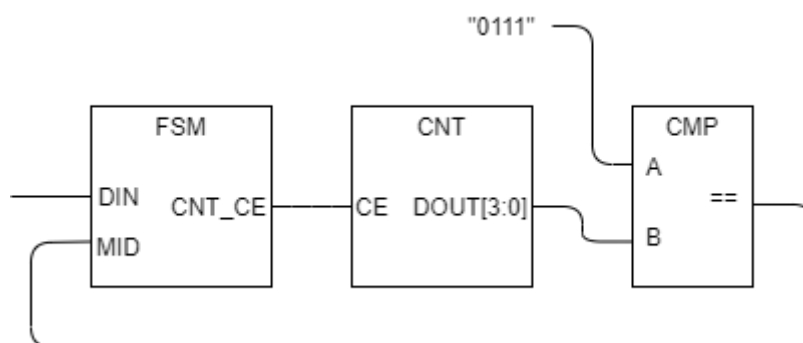 "0111"
FSM
CNT
CMP
DIN
MID
CNT_CE
CE
DOUT[3:0]
A
B
==